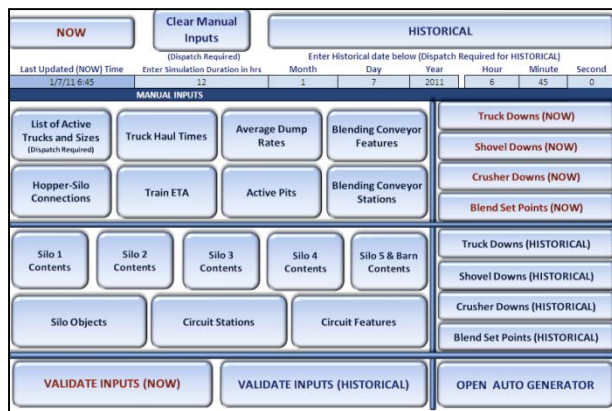 NOW
Clear Manual
Inputs
HISTORICAL
(Dispatch Required)
Enter Historical date below (Dispatch Required for HISTORICAL)
Last Updated (NOW) Time
Enter Simulation Duration in hrs
Month
Day
Year
Hour
Minute
Second
1/7/11 6:45
12
1
7
2011
6
45
0
MANUAL INPUTS
List of Active
Trucks and Sizes
(Dispatch Required)
Truck Haul Times
Average Dump
Rates
Blending Conveyor
Features
Truck Downs (NOW)
Shovel Downs (NOW)
Hopper-Silo
Connections
Train ETA
Active Pits
Blending Conveyor
Stations
Crusher Downs (NOW)
Blend Set Points (NOW)
Silo 1
Contents
Silo 2
Contents
Silo 3
Contents
Silo 4
Contents
Silo 5 & Barn
Contents
Truck Downs (HISTORICAL)
Shovel Downs (HISTORICAL)
Silo Objects
Circuit Stations
Circuit Features
Crusher Downs (HISTORICAL)
Blend Set Points (HISTORICAL)
VALIDATE INPUTS (NOW)
VALIDATE INPUTS (HISTORICAL)
OPEN AUTO GENERATOR